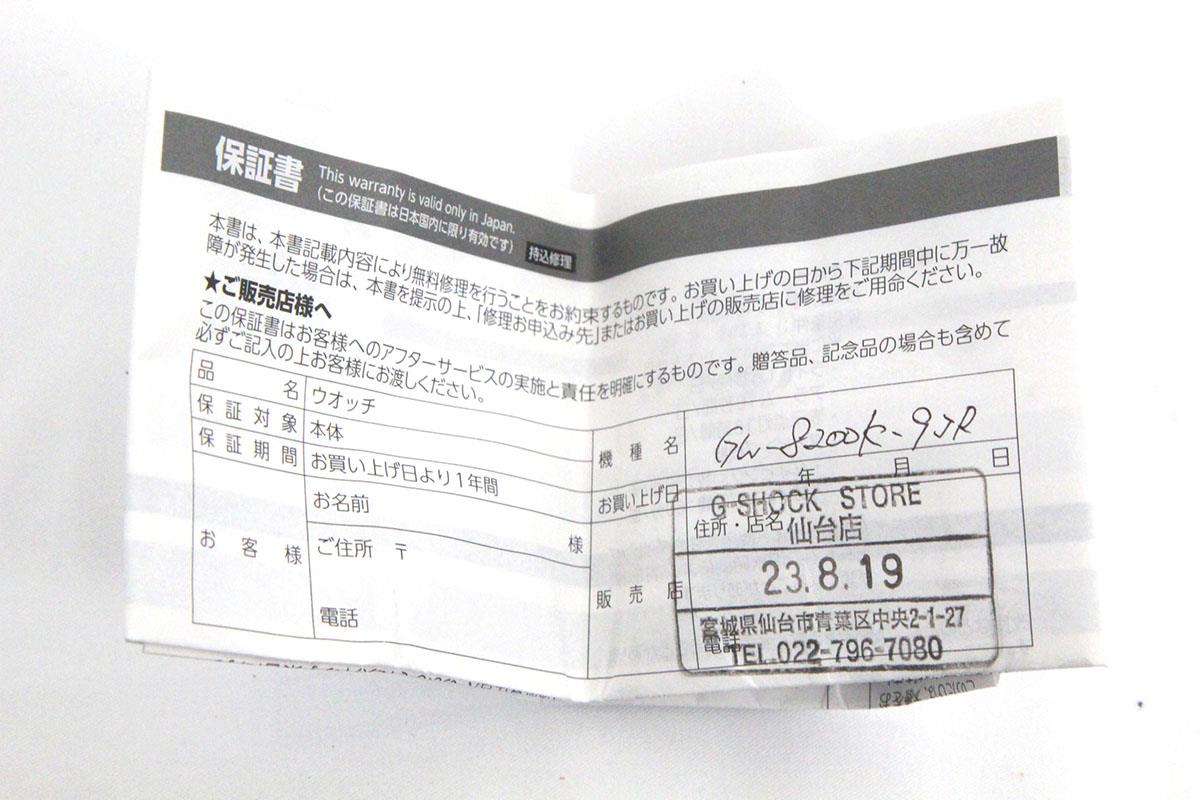 保証書 This warranty is valid only in Japan.
(この保証書は日本国内に限り有効です) 持込修理
本書は、本書記載内容により無料修理を行うことをお約束するものです。お買い上げの日から下記期間中に万一故
障が発生した場合は、本書を提示の上、「修理お申込み先」またはお買い上げの販売店に修理をご用命ください。
★ご販売店様へ
この保証書はお客様へのアフターサービスの実施と責任を明確にするものです。贈答品、記念品の場合も含めて
必ずご記入の上お客様にお渡しください。
品名 ウオッチ
保証対象 本体
保証期間 お買い上げ日より1年間
お客様
お名前 様
ご住所 〒
電話
機種名 GW-8200K-9JR
お買い上げ日 年 月 日
販売店
住所・店名
電話
G-SHOCK STORE
仙台店
23.8.19
宮城県仙台市青葉区中央2-1-27
TEL 022-796-7080